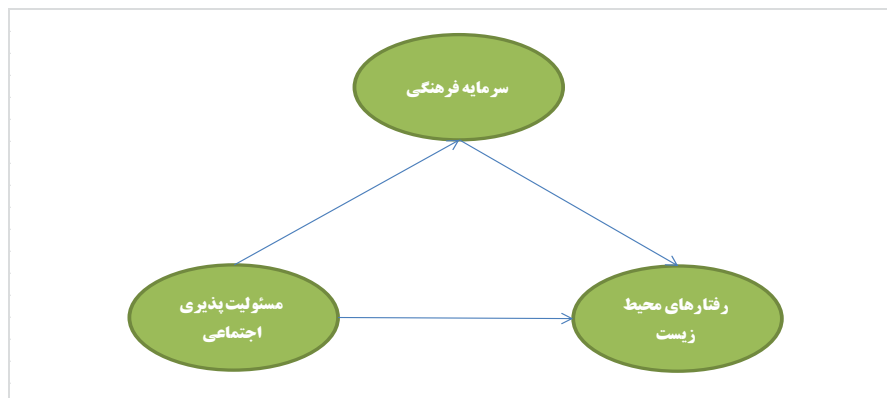 سرمایه فرهنگی
مسئولیت پذیری
اجتماعی
رفتارهای محیط
زیست